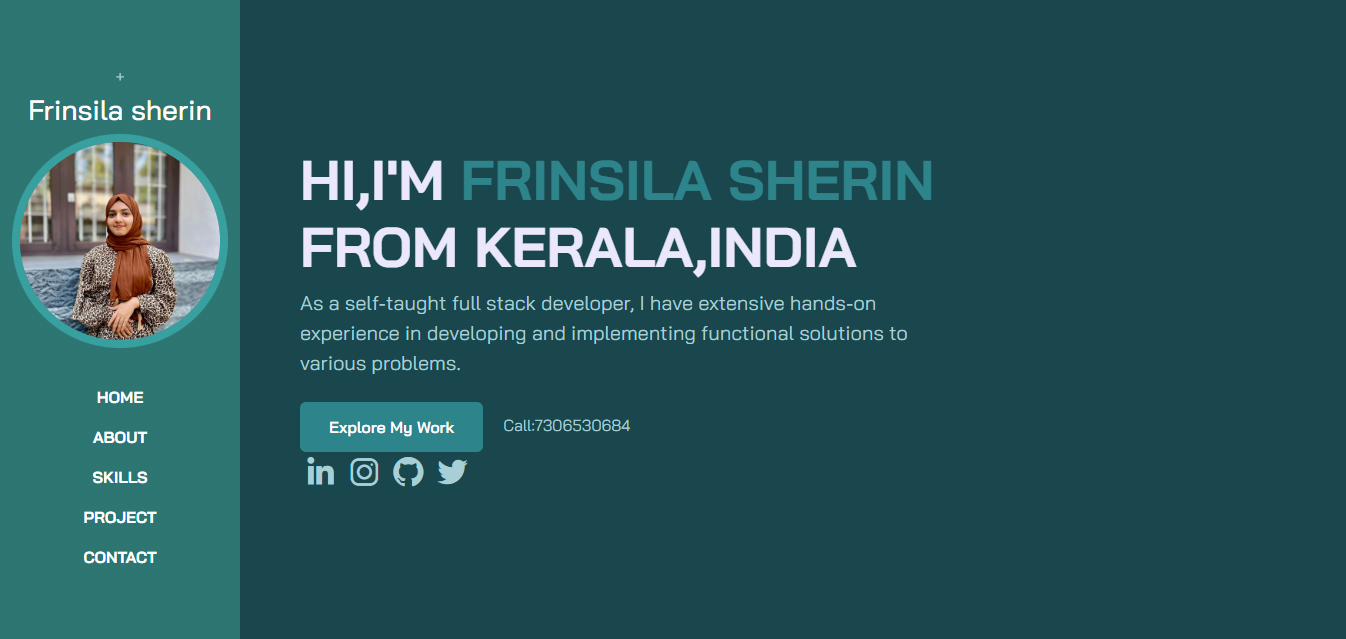 +
Frinsila sherin
HOME
ABOUT
SKILLS
PROJECT
CONTACT
HI,I'M FRINSILA SHERIN
FROM KERALA,INDIA
As a self-taught full stack developer, I have extensive hands-on
experience in developing and implementing functional solutions to
various problems.
Explore My Work
Call:7306530684
in